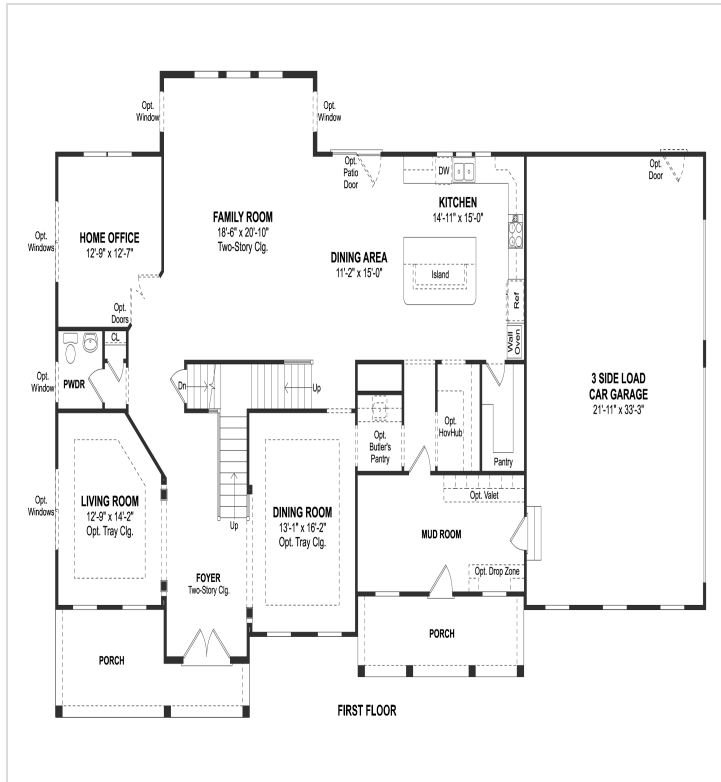 Opt.
Window
Opt.
Window
Opt.
Patio
Door
DW
Opt.
Door
KITCHEN
14'-11" x 15'-0"
FAMILY ROOM
18'-6" x 20'-10"
Two-Story Clg.
HOME OFFICE
12'-9" x 12'-7"
Opt.
Windows
DINING AREA
11'-2" x 15'-0"
Island
Ref
Opt.
Doors
Wall
Oven
CL
Opt.
Window
PWDR
Dn
Up
3 SIDE LOAD
CAR GARAGE
21'-11" x 33'-3"
Opt.
HovHub
Opt.
Butler's
Pantry
Pantry
Opt.
Windows
LIVING ROOM
12'-9" x 14'-2"
Opt. Tray Clg.
Opt. Valet
DINING ROOM
13'-1" x 16'-2"
Opt. Tray Clg.
Up
MUD ROOM
FOYER
Two-Story Clg.
Opt. Drop Zone
PORCH
PORCH
FIRST FLOOR